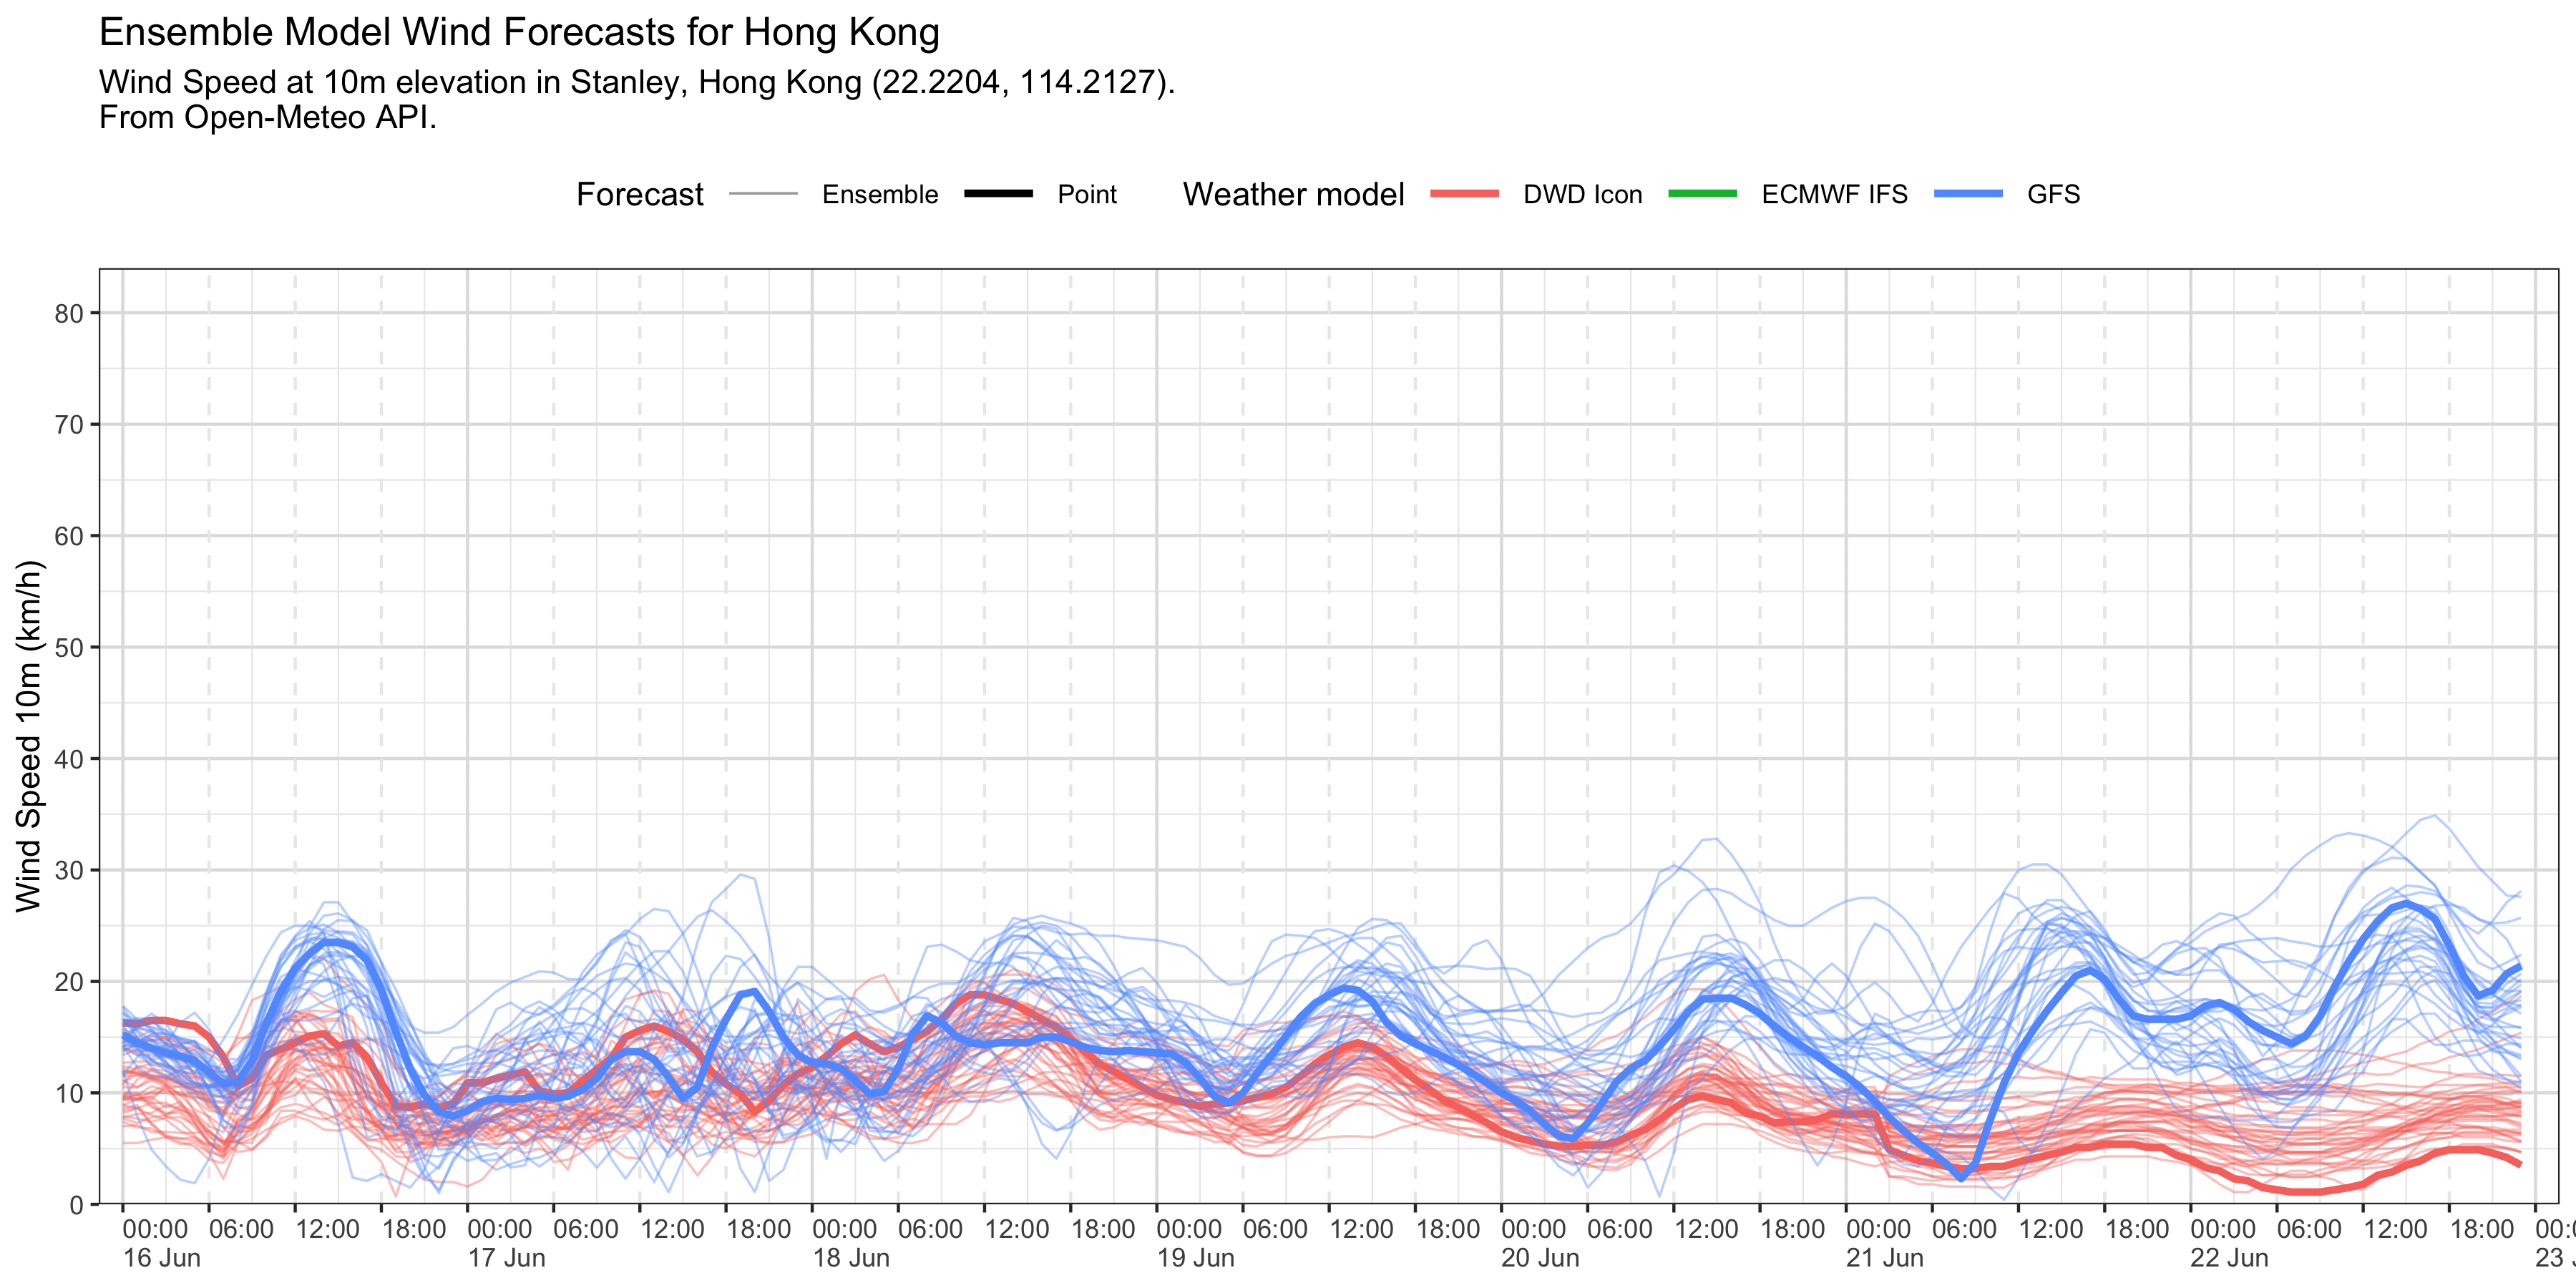 Ensemble Model Wind Forecasts for Hong Kong
Wind Speed at 10m elevation in Stanley, Hong Kong (22.2204, 114.2127).
From Open-Meteo API.
Forecast Ensemble Point Weather model DWD Icon ECMWF IFS GFS
Wind Speed 10m (km/h)
80
70
60
50
40
30
20
10
0
00:00 06:00 12:00 18:00 00:00 06:00 12:00 18:00 00:00 06:00 12:00 18:00 00:00 06:00 12:00 18:00 00:00 06:00 12:00 18:00 00:00 06:00 12:00 18:00 00:00 06:00 12:00 18:00
16 Jun 17 Jun 18 Jun 19 Jun 20 Jun 21 Jun 22 Jun 23